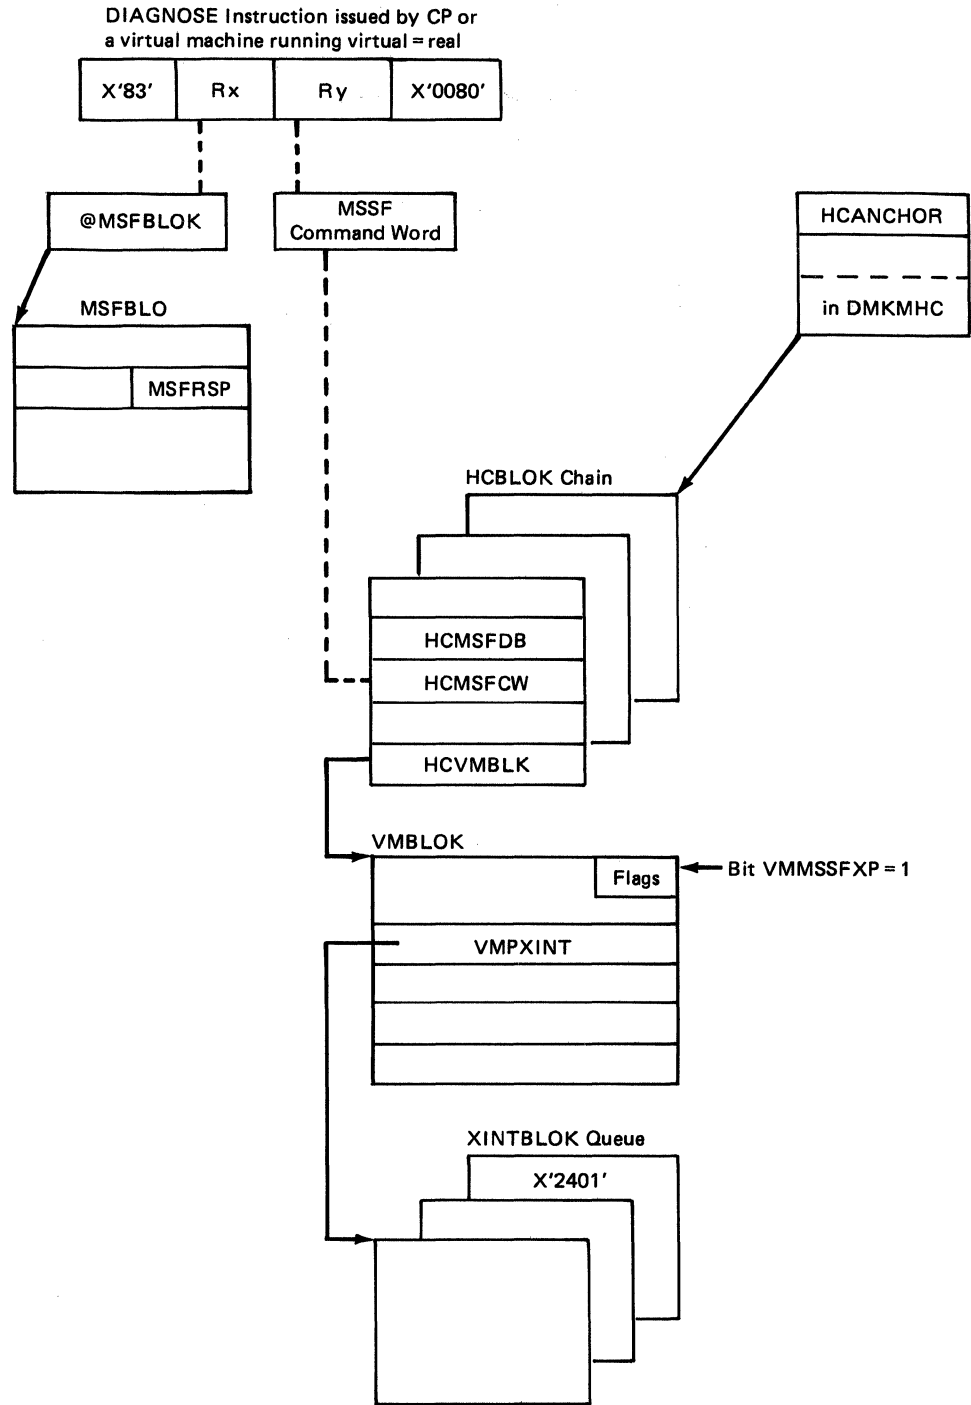 DIAGNOSE Instruction issued by CP or
a virtual machine running virtual = real
X'83' Rx Ry X'0080'
@MSFBLOK
MSSF
Command Word
HCANCHOR
in DMKMHC
MSFBLO
MSFRSP
HCBLOK Chain
HCMSFDB
HCMSFCW
HCVMBLK
VMBLOK
Flags
Bit VMMSSFXP = 1
VMPXINT
XINTBLOK Queue
X'2401'